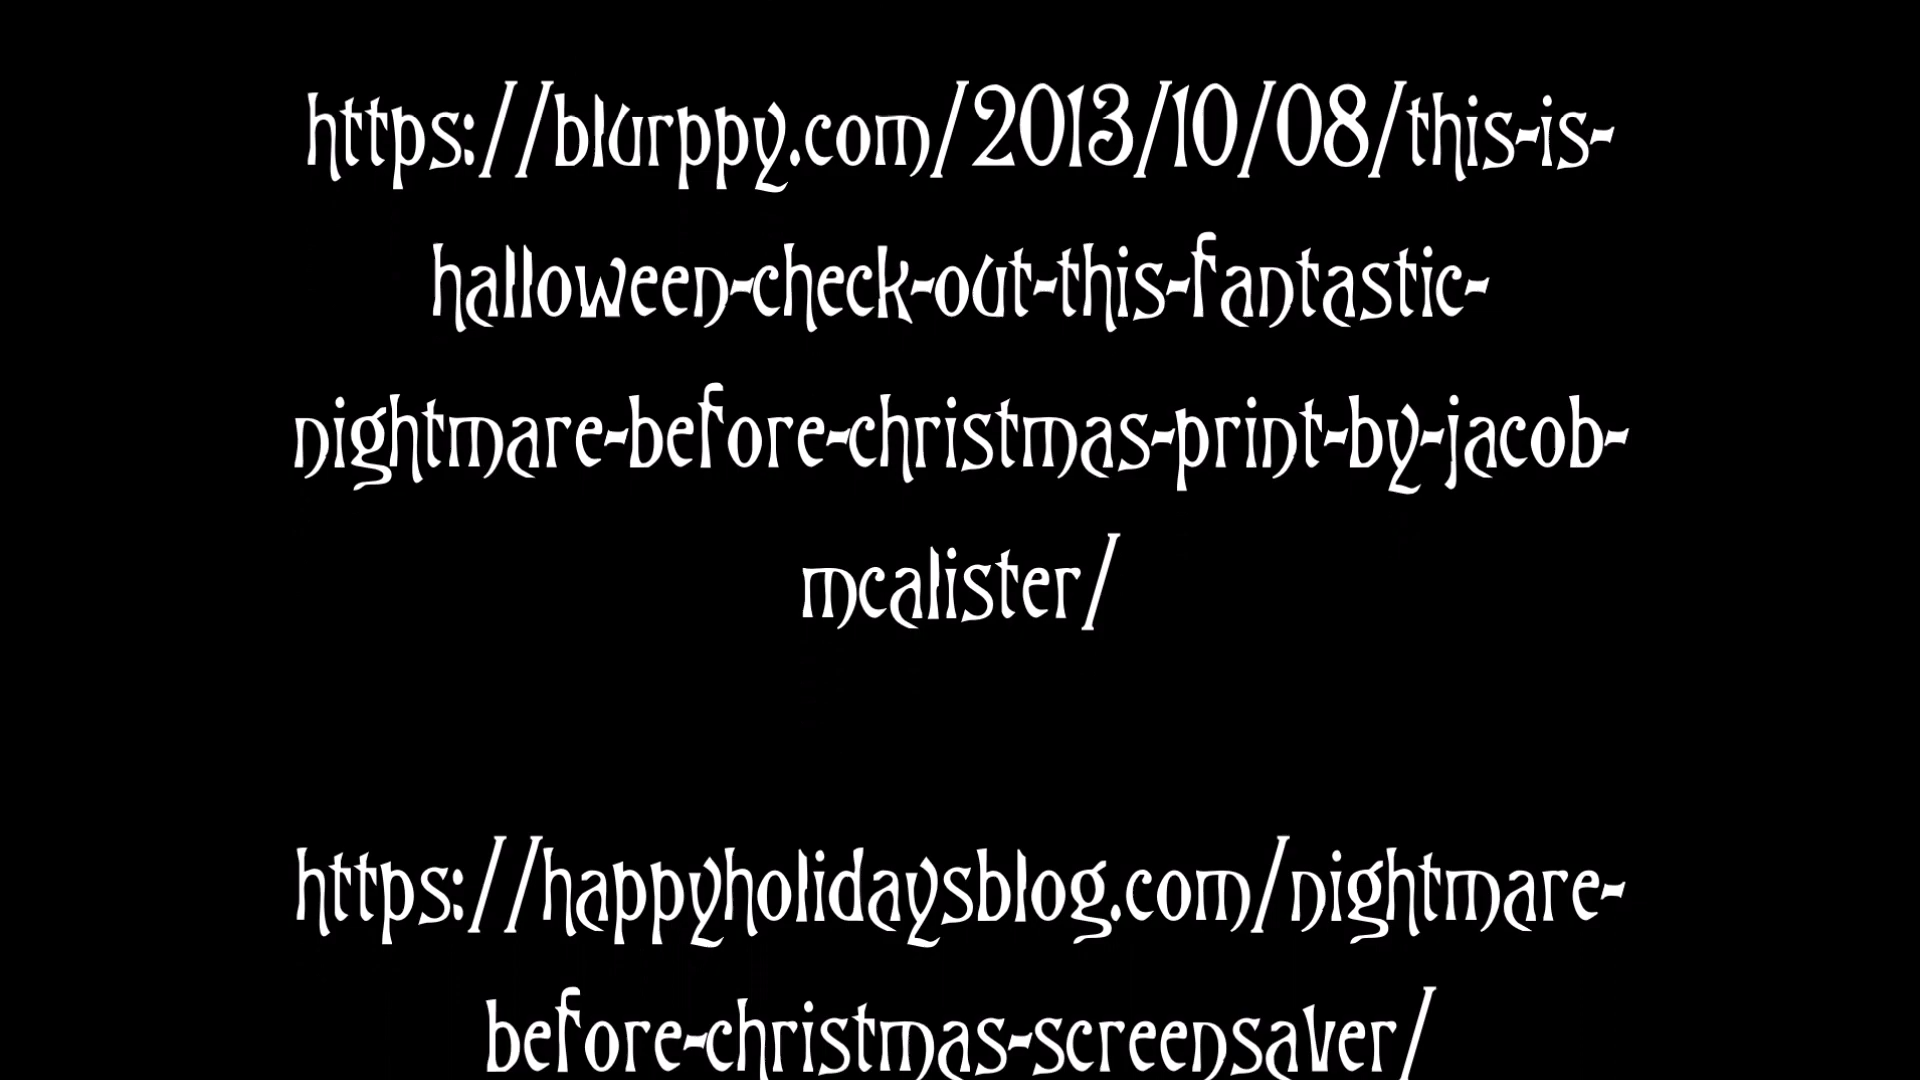 https://blurppy.com/2013/10/08/this-is-
halloween-check-out-this-fantastic-
nightmare-before-christmas-print-by-jacob-
mcalister/
https://happyholidaysblog.com/nightmare-
before-christmas-screensaver/